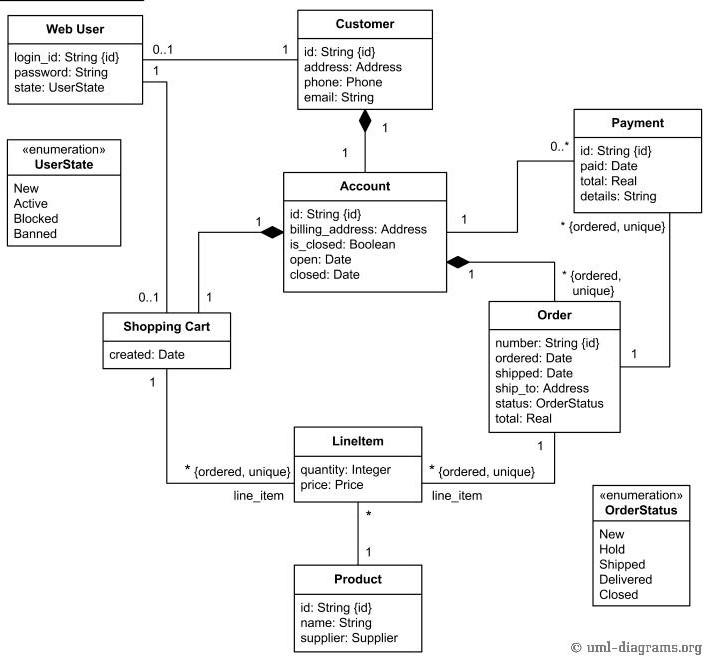 Web User
login_id: String {id}
password: String
state: UserState
0..1
1
1
Customer
id: String {id}
address: Address
phone: Phone
email: String
1
1
«enumeration»
UserState
New
Active
Blocked
Banned
Payment
id: String {id}
paid: Date
total: Real
details: String
0..*
1
* {ordered, unique}
Account
id: String {id}
billing_address: Address
is_closed: Boolean
open: Date
closed: Date
1
1
0..1
1
* {ordered,
unique}
Shopping Cart
created: Date
1
Order
number: String {id}
ordered: Date
shipped: Date
ship_to: Address
status: OrderStatus
total: Real
1
1
LineItem
quantity: Integer
price: Price
* {ordered, unique}
line_item
* {ordered, unique}
line_item
*
1
Product
id: String {id}
name: String
supplier: Supplier
«enumeration»
OrderStatus
New
Hold
Shipped
Delivered
Closed
© uml-diagrams.org